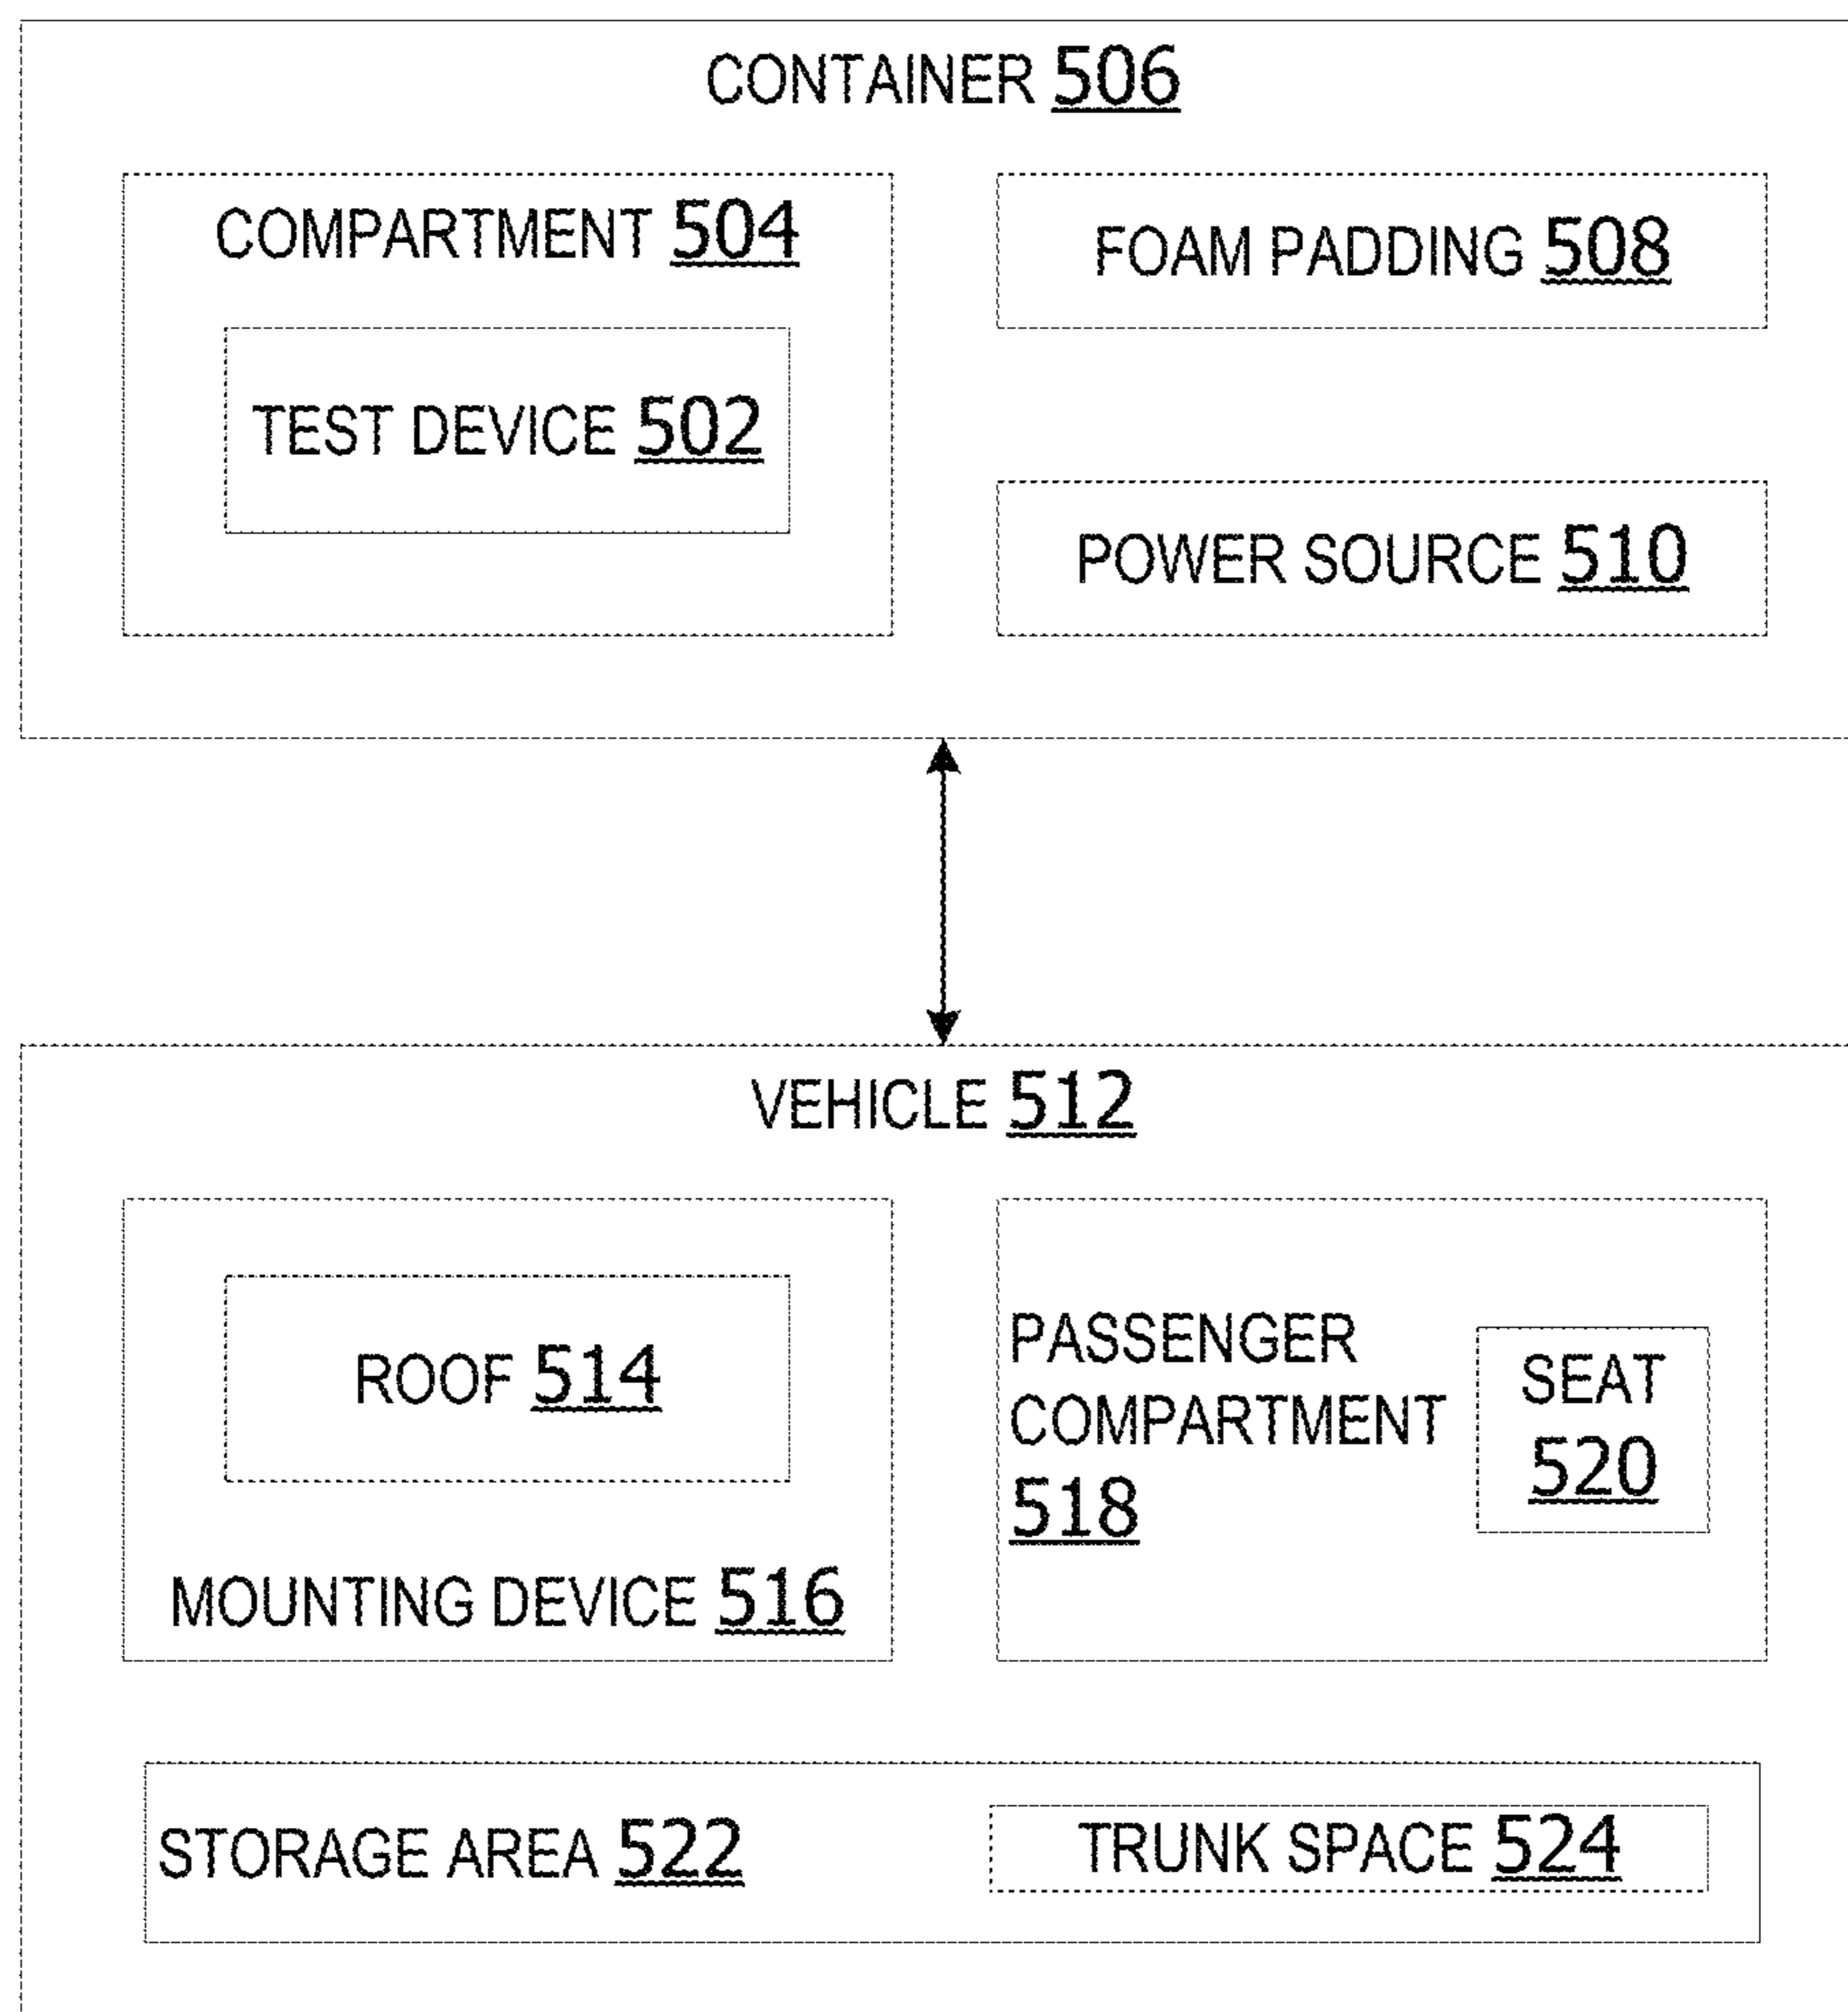 CONTAINER 506
COMPARTMENT 504
TEST DEVICE 502
FOAM PADDING 508
POWER SOURCE 510
VEHICLE 512
ROOF 514
MOUNTING DEVICE 516
PASSENGER
COMPARTMENT
518
SEAT
520
STORAGE AREA 522
TRUNK SPACE 524